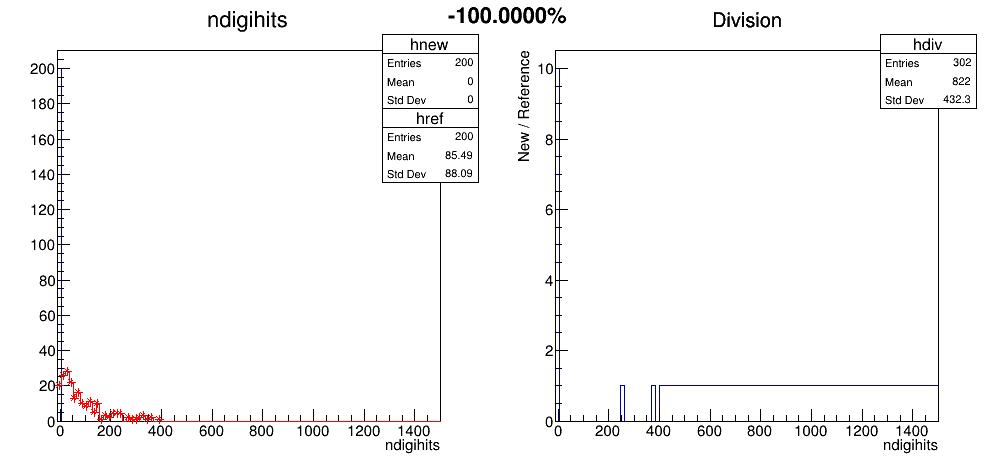 -100.0000%
ndigihits
hnew
Entries 200
Mean 0
Std Dev 0
href
Entries 200
Mean 85.49
Std Dev 88.09
200
180
160
140
120
100
80
60
40
20
0
0 200 400 600 800 1000 1200 1400
ndigihits
Division
hdiv
Entries 302
Mean 822
Std Dev 432.3
New / Reference
10
8
6
4
2
0
0 200 400 600 800 1000 1200 1400
ndigihits